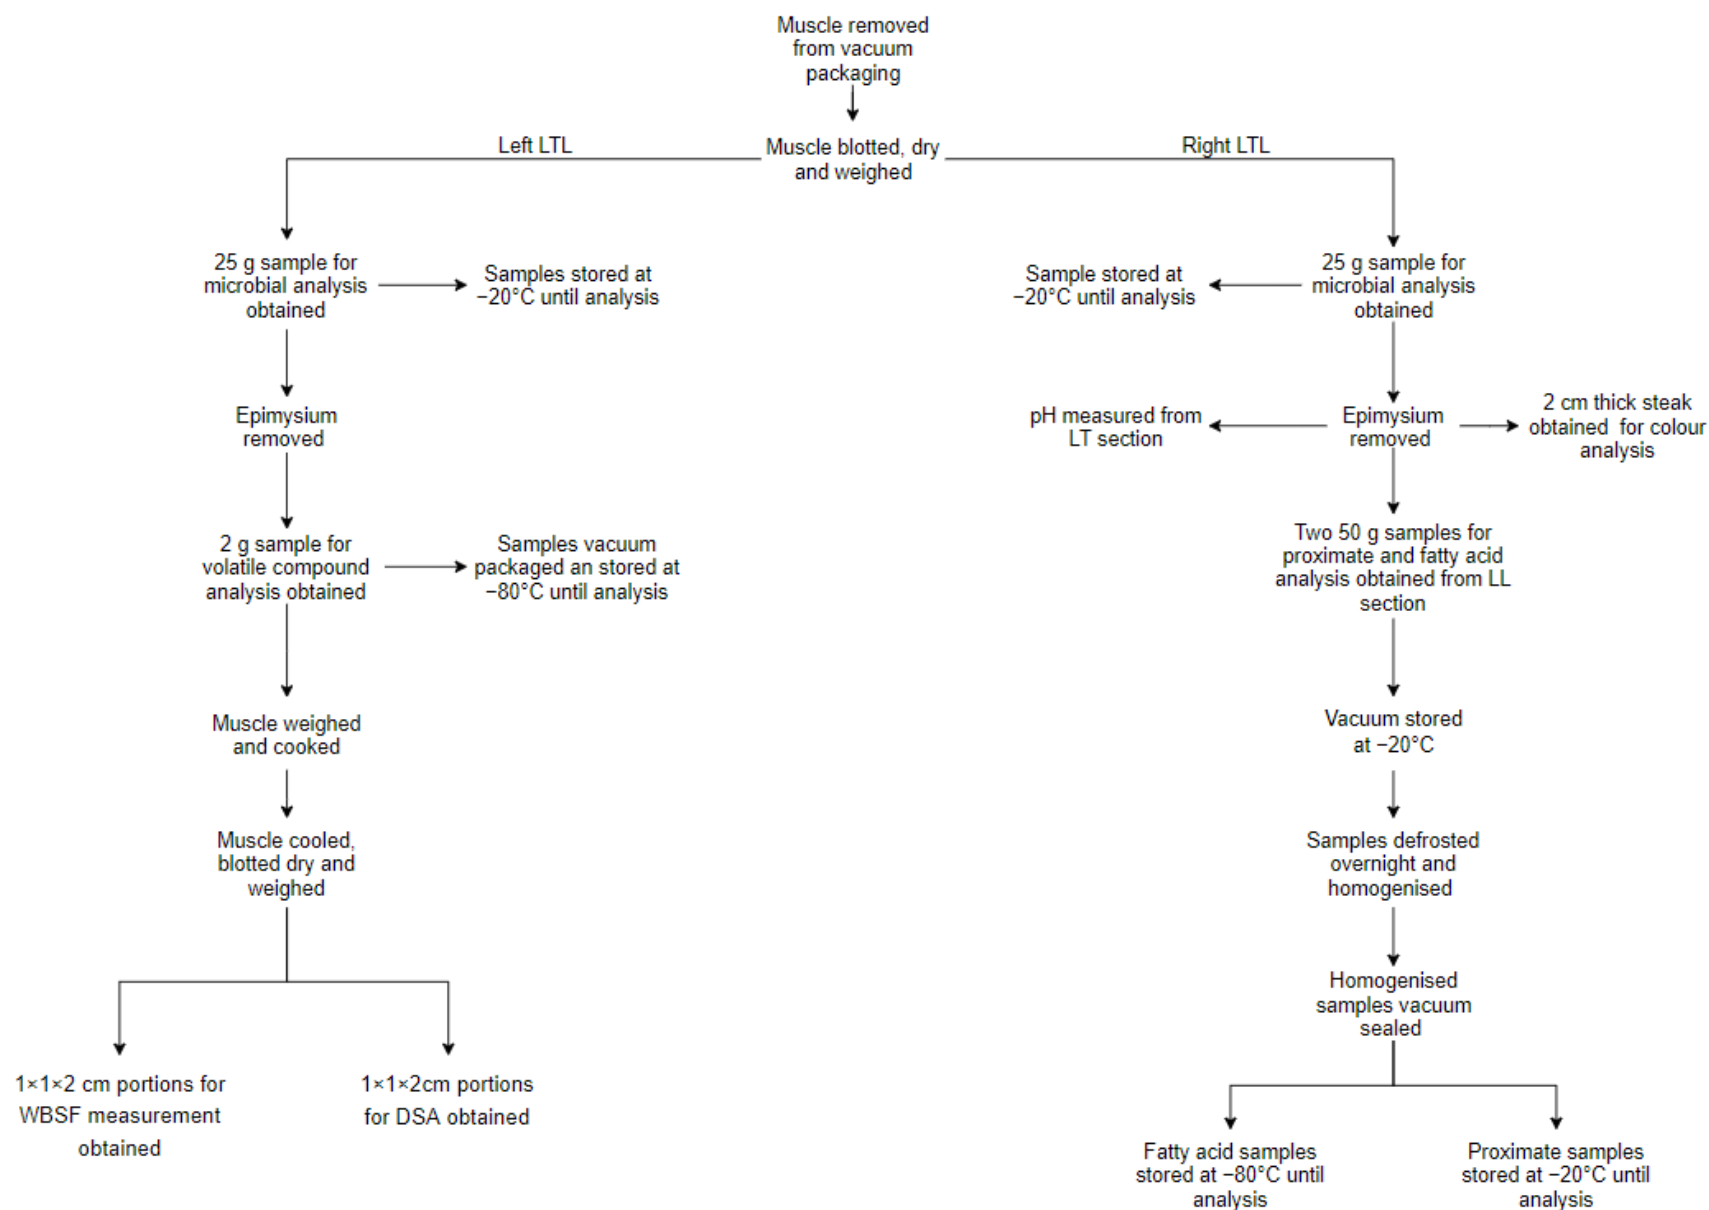 Muscle removed
from vacuum
packaging
Muscle blotted, dry
and weighed
Left LTL
Right LTL
25 g sample for
microbial analysis
obtained
Samples stored at
−20°C until analysis
Epimysium
removed
2 g sample for
volatile compound
analysis obtained
Samples vacuum
packaged an stored at
−80°C until analysis
Muscle weighed
and cooked
Muscle cooled,
blotted dry and
weighed
1×1×2 cm portions for
WBSF measurement
obtained
1×1×2cm portions
for DSA obtained
25 g sample for
microbial analysis
obtained
Sample stored at
−20°C until analysis
Epimysium
removed
pH measured from
LT section
2 cm thick steak
obtained for colour
analysis
Two 50 g samples for
proximate and fatty acid
analysis obtained from LL
section
Vacuum stored
at −20°C
Samples defrosted
overnight and
homogenised
Homogenised
samples vacuum
sealed
Fatty acid samples
stored at −80°C until
analysis
Proximate samples
stored at −20°C until
analysis